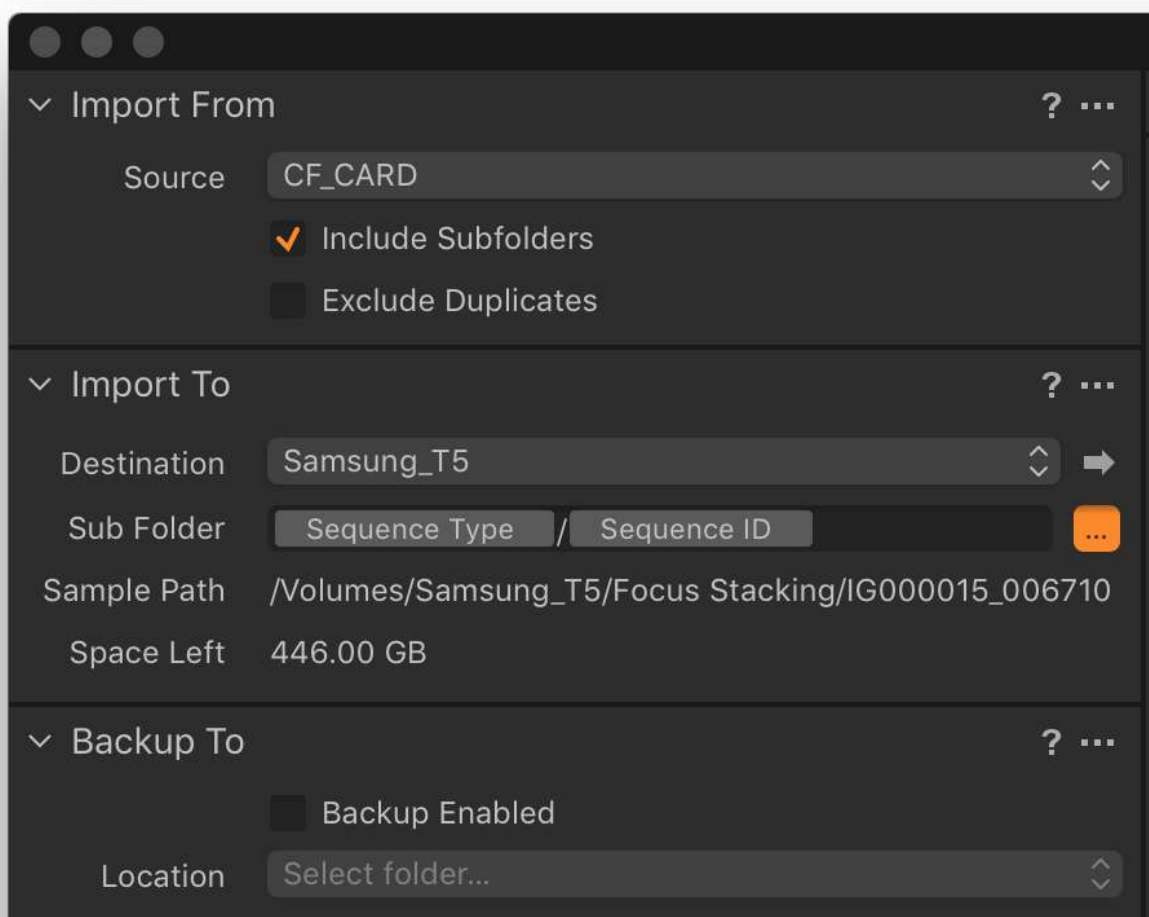 Import From ? ...
Source CF_CARD
Include Subfolders
Exclude Duplicates
Import To ? ...
Destination Samsung_T5
Sub Folder Sequence Type / Sequence ID ...
Sample Path /Volumes/Samsung_T5/Focus Stacking/IG000015_006710
Space Left 446.00 GB
Backup To ? ...
Backup Enabled
Location Select folder...